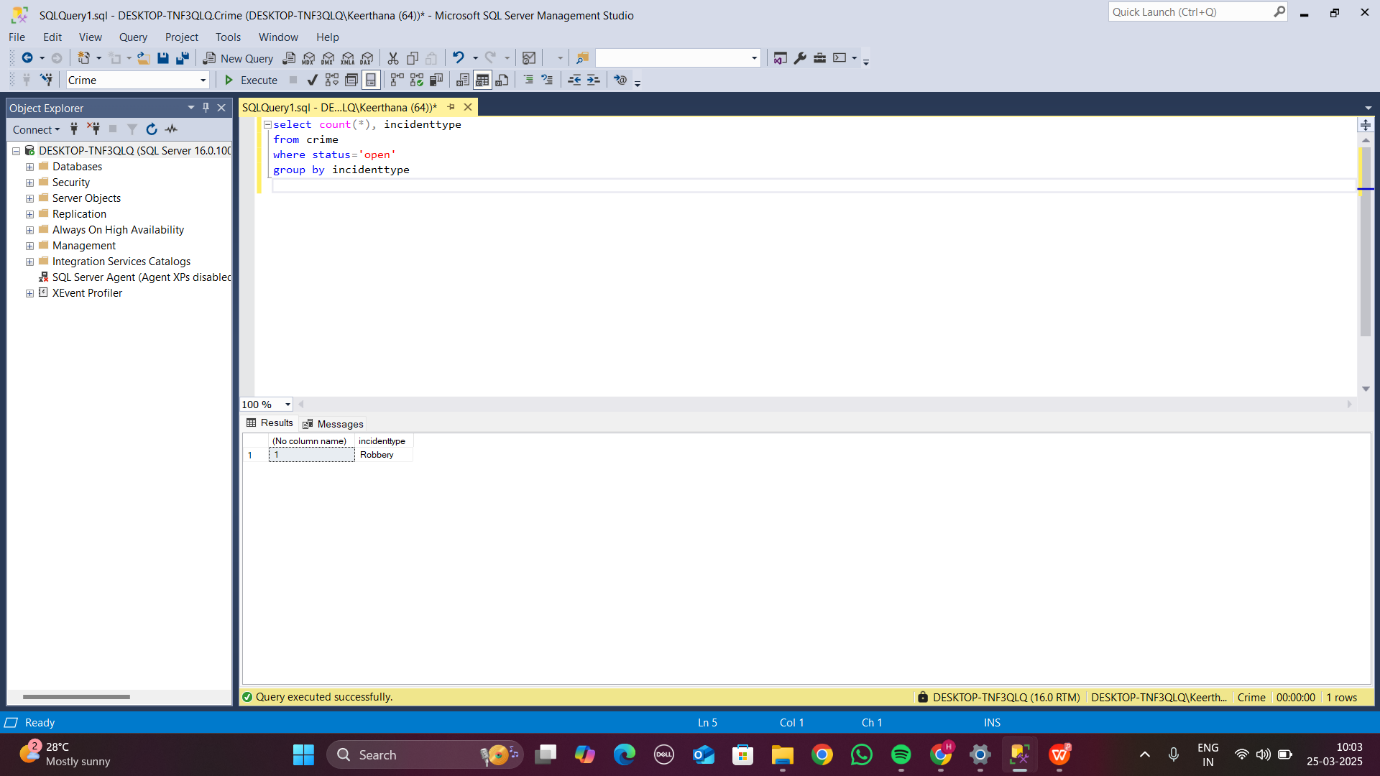 SQLQuery1.sql - DESKTOP-TNF3QLQ.Crime (DESKTOP-TNF3QLQ\Keerthana (64))* - Microsoft SQL Server Management Studio
Quick Launch (Ctrl+Q)
File Edit View Query Project Tools Window Help
New Query
Crime Execute
Object Explorer
Connect
DESKTOP-TNF3QLQ (SQL Server 16.0.100
Databases
Security
Server Objects
Replication
Always On High Availability
Management
Integration Services Catalogs
SQL Server Agent (Agent XPs disabled
XEvent Profiler
SQLQuery1.sql - DE...LQ\Keerthana (64))*
select count(*), incidenttype
from crime
where status='open'
group by incidenttype
100 %
Results Messages
(No column name) incidenttype
1 1 Robbery
Query executed successfully. DESKTOP-TNF3QLQ (16.0 RTM) DESKTOP-TNF3QLQ\Keerth... Crime 00:00:00 1 rows
Ready Ln 5 Col 1 Ch 1 INS
2 28°C
Mostly sunny
Search
DELL
H
ENG
IN
10:03
25-03-2025